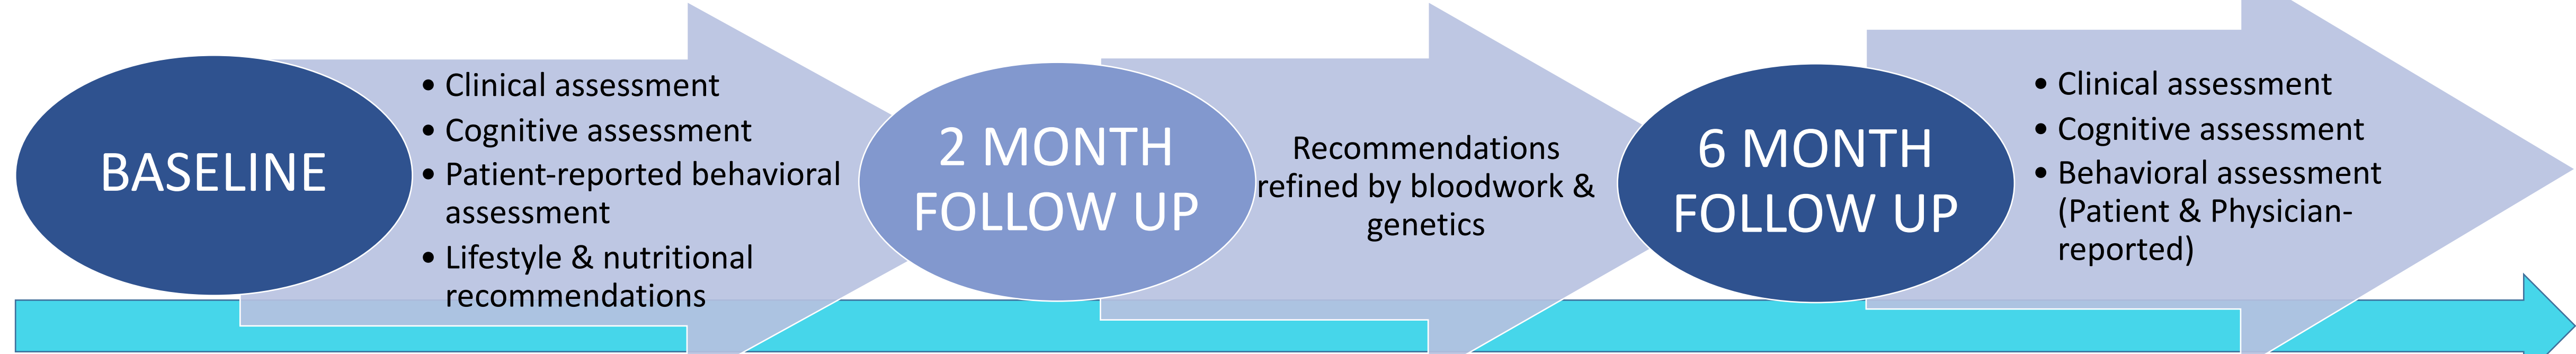 BASELINE
• Clinical assessment
• Cognitive assessment
• Patient-reported behavioral
assessment
• Lifestyle & nutritional
recommendations
2 MONTH
FOLLOW UP
Recommendations
refined by bloodwork &
genetics
6 MONTH
FOLLOW UP
• Clinical assessment
• Cognitive assessment
• Behavioral assessment
(Patient & Physician-
reported)